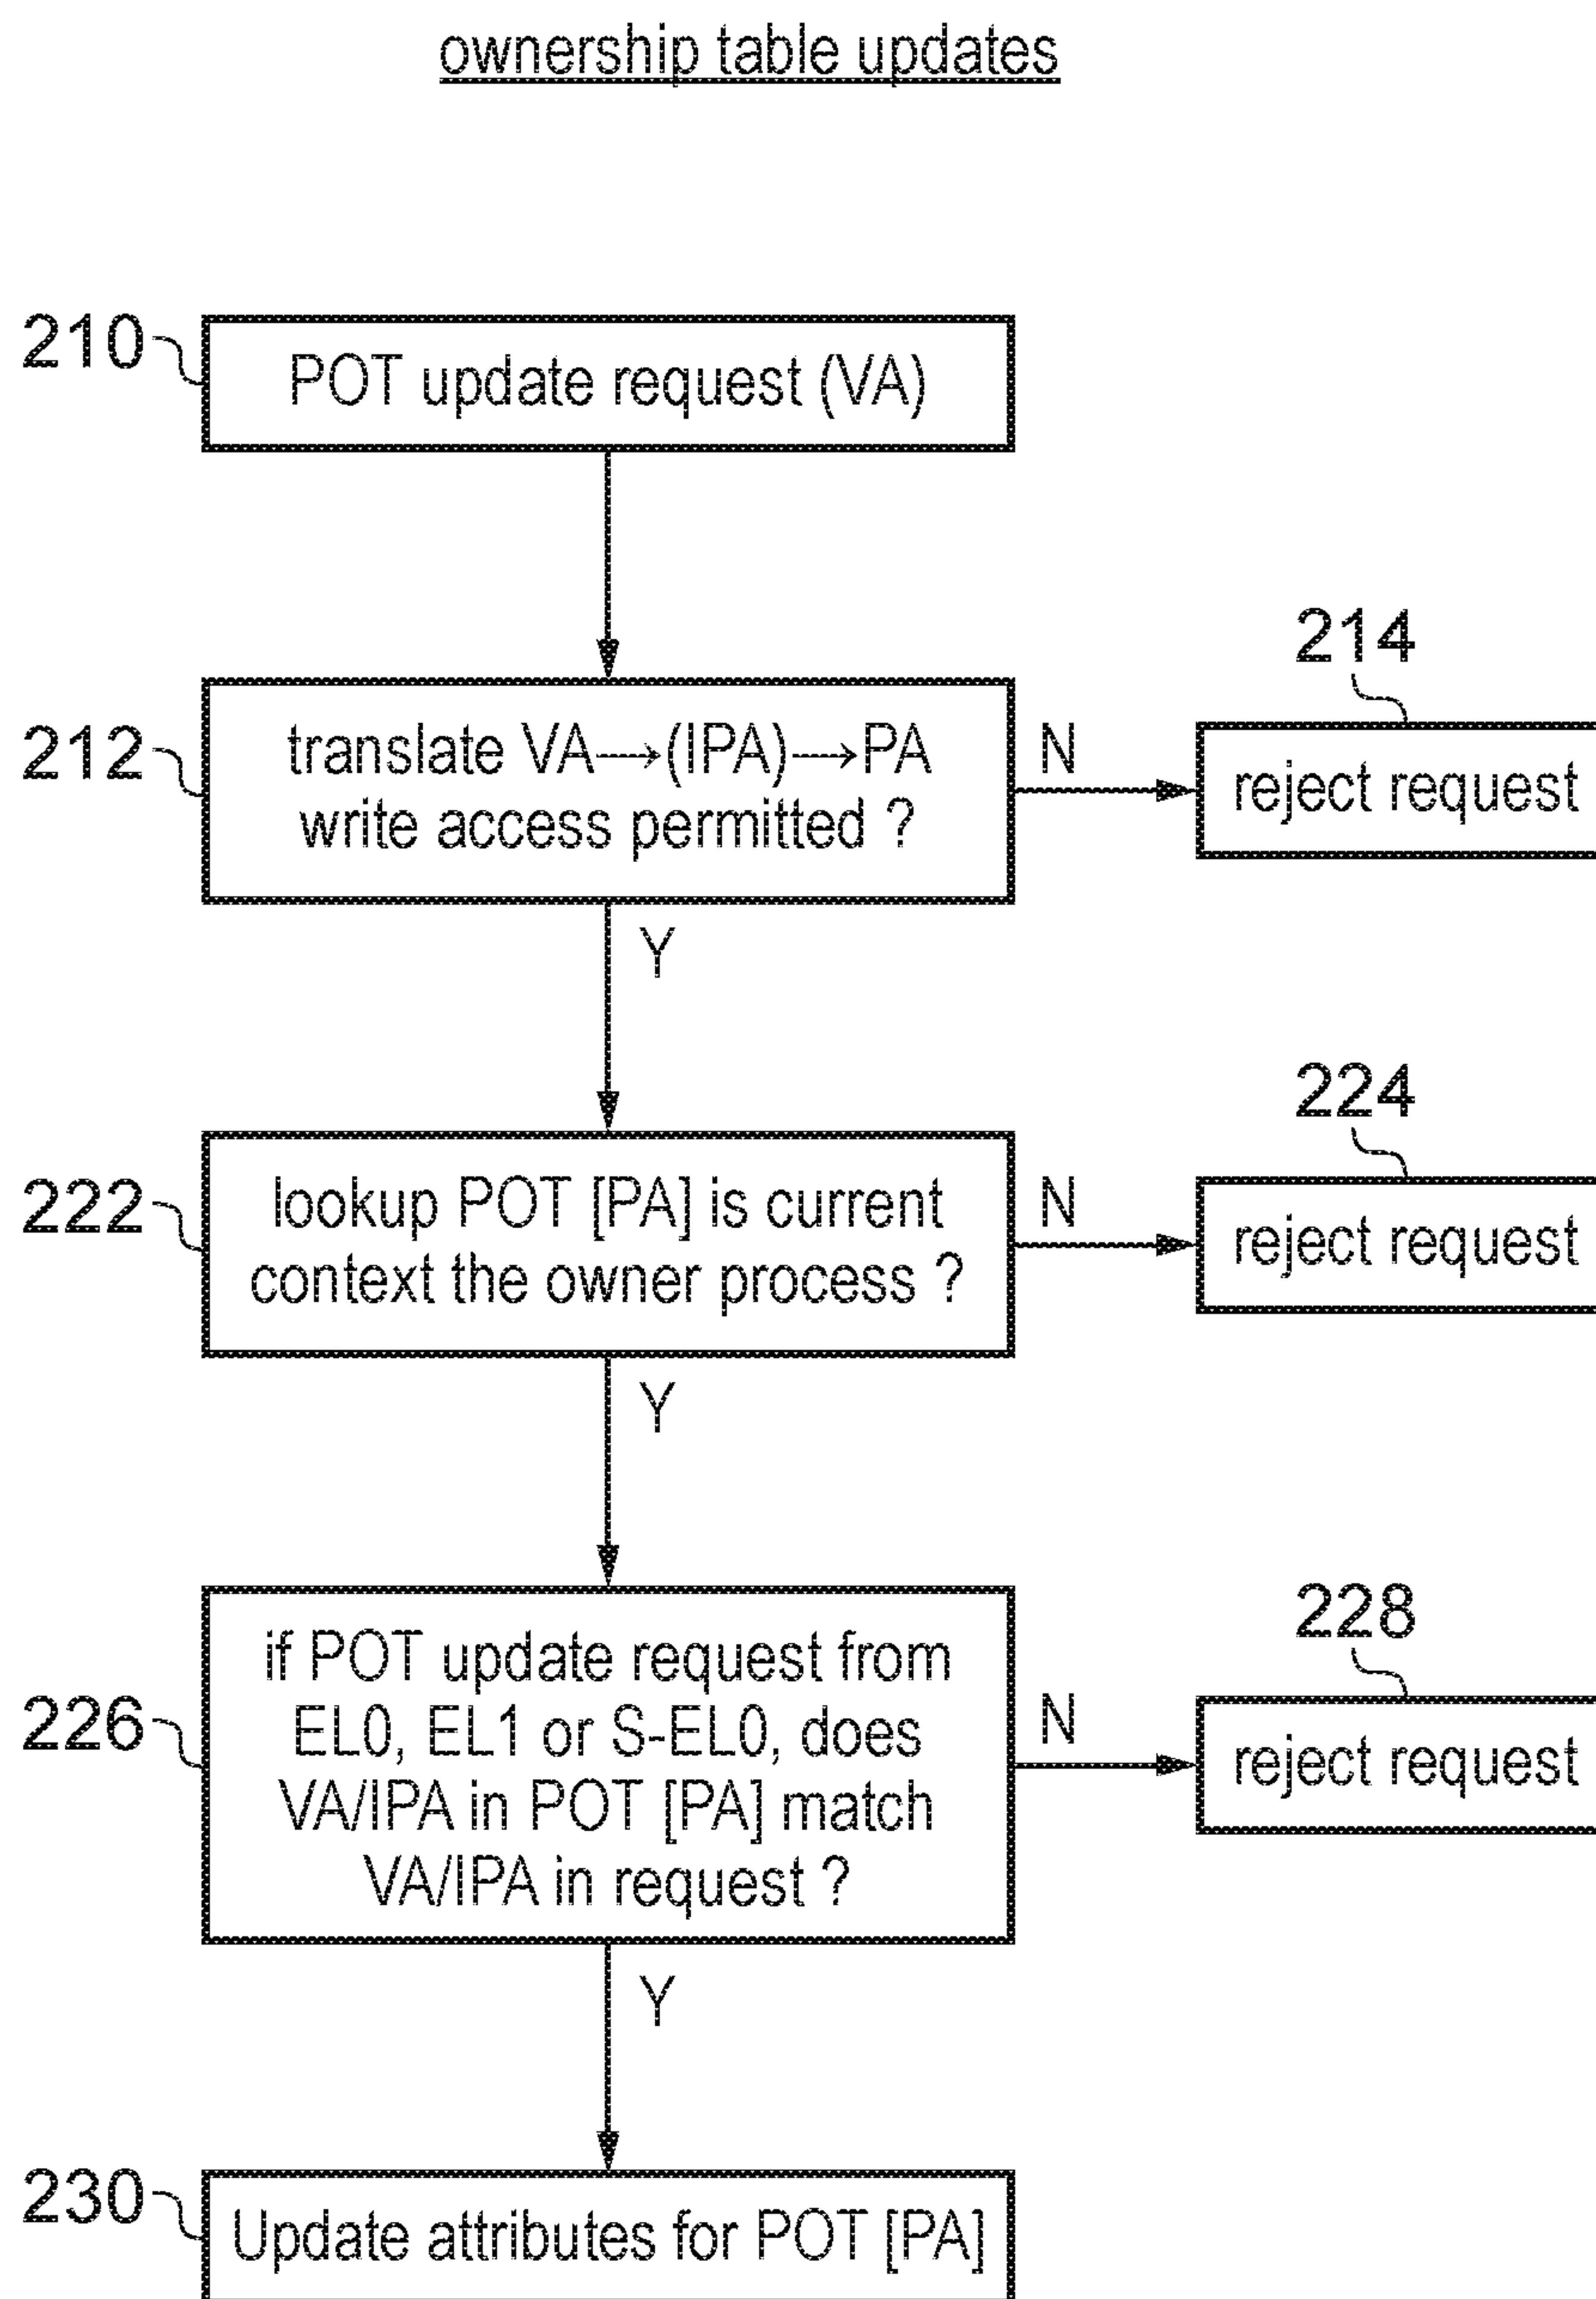 ownership table updates
210
POT update request (VA)
214
212
translate VA→(IPA)→PA
write access permitted ?
N
reject request
Y
224
222
lookup POT [PA] is current
context the owner process ?
N
reject request
Y
228
226
if POT update request from
EL0, EL1 or S-EL0, does
VA/IPA in POT [PA] match
VA/IPA in request ?
N
reject request
Y
230
Update attributes for POT [PA]